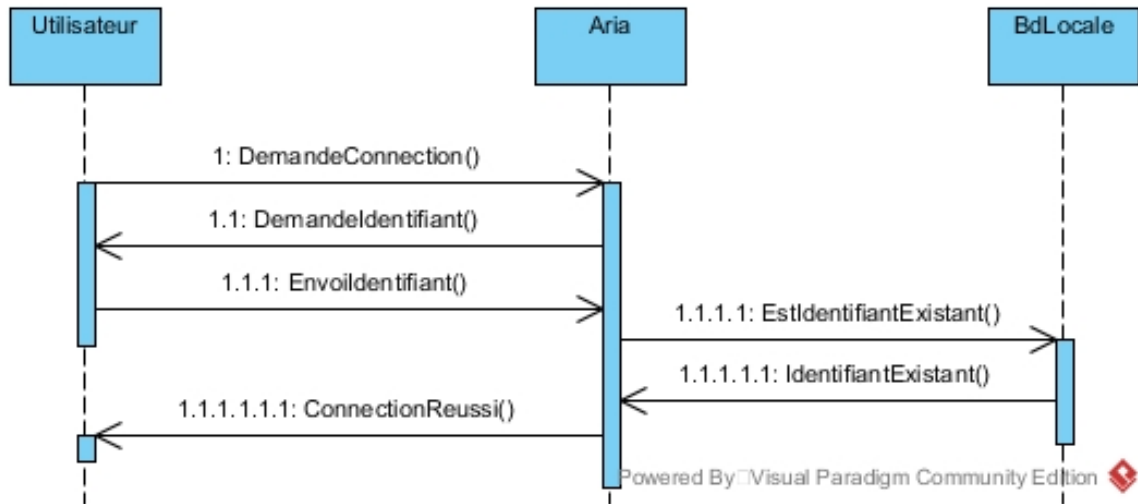 Utilisateur
Aria
BdLocale
1: DemandeConnection()
1.1: DemandeIdentifiant()
1.1.1: EnvoiIdentifiant()
1.1.1.1: EstIdentifiantExistant()
1.1.1.1.1: IdentifiantExistant()
1.1.1.1.1.1: ConnectionReussi()
Powered By Visual Paradigm Community Edition